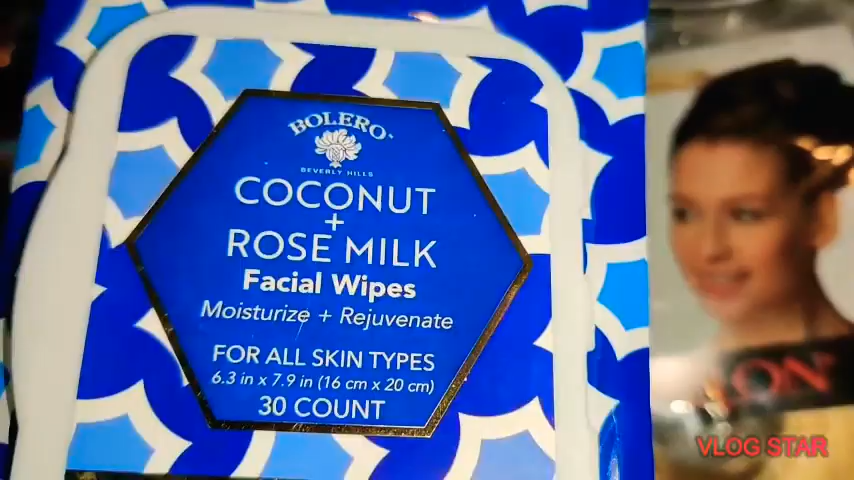 BOLERO™
BEVERLY HILLS
COCONUT
+
ROSE MILK
Facial Wipes
Moisturize + Rejuvenate
FOR ALL SKIN TYPES
6.3 in x 7.9 in (16 cm x 20 cm)
30 COUNT
VLOG STAR